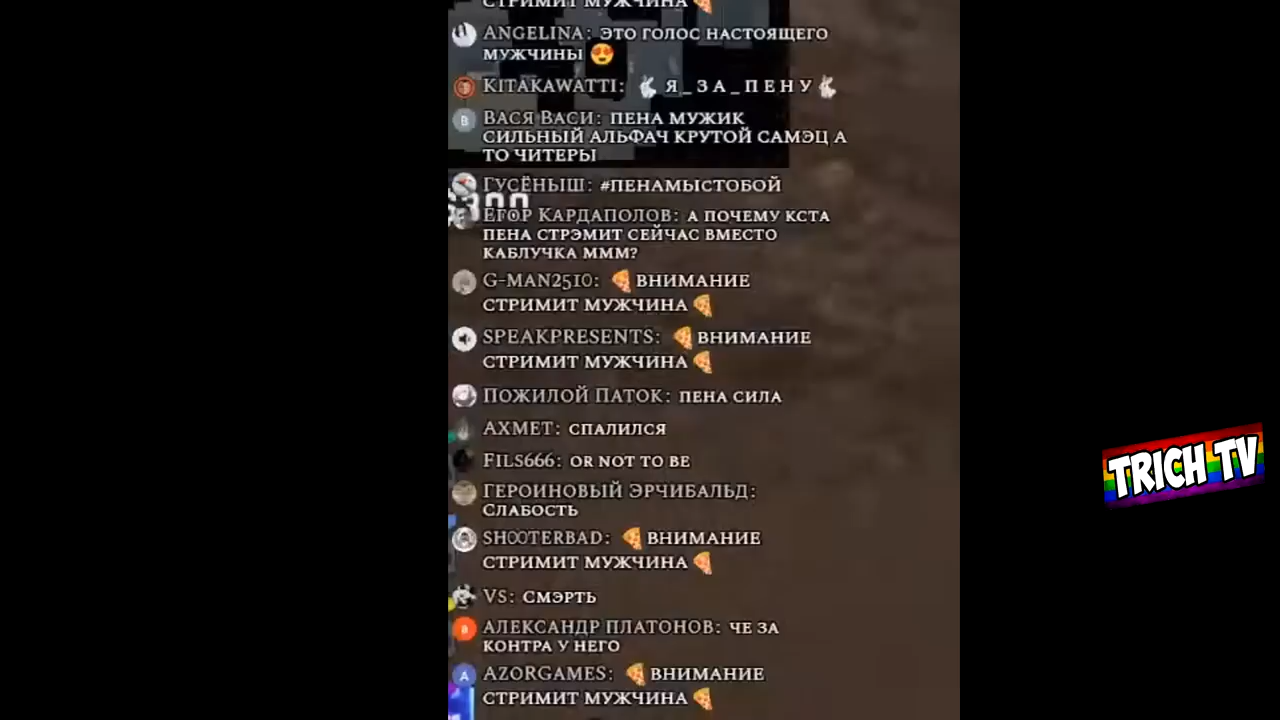 СТРИМИТ МУЖЧИНА🍕
ANGELINA: ЭТО ГОЛОС НАСТОЯЩЕГО
МУЖЧИНЫ 😍
KITAKAWATTI: 🐇 Я _ З А _ П Е Н У 🐇
В ВАСЯ ВАСИ: ПЕНА МУЖИК
СИЛЬНЫЙ АЛЬФАЧ КРУТОЙ САМЭЦ А
ТО ЧИТЕРЫ
ГУСЁНЫШ: #ПЕНАМЫСТОБОЙ
ЕГОР КАРДАПОЛОВ: А ПОЧЕМУ КСТА
ПЕНА СТРЭМИТ СЕЙЧАС ВМЕСТО
КАБЛУЧКА МММ?
G-MAN2510: 🍕ВНИМАНИЕ
СТРИМИТ МУЖЧИНА🍕
SPEAKPRESENTS: 🍕ВНИМАНИЕ
СТРИМИТ МУЖЧИНА🍕
ПОЖИЛОЙ ПАТОК: ПЕНА СИЛА
АХМЕТ: СПАЛИЛСЯ
FILS666: OR NOT TO BE
ГЕРОИНОВЫЙ ЭРЧИБАЛЬД:
СЛАБОСТЬ
SHOOTERBAD: 🍕ВНИМАНИЕ
СТРИМИТ МУЖЧИНА🍕
VS: СМЭРТЬ
В АЛЕКСАНДР ПЛАТОНОВ: ЧЕ ЗА
КОНТРА У НЕГО
A AZORGAMES: 🍕ВНИМАНИЕ
СТРИМИТ МУЖЧИНА🍕
TRICH TV